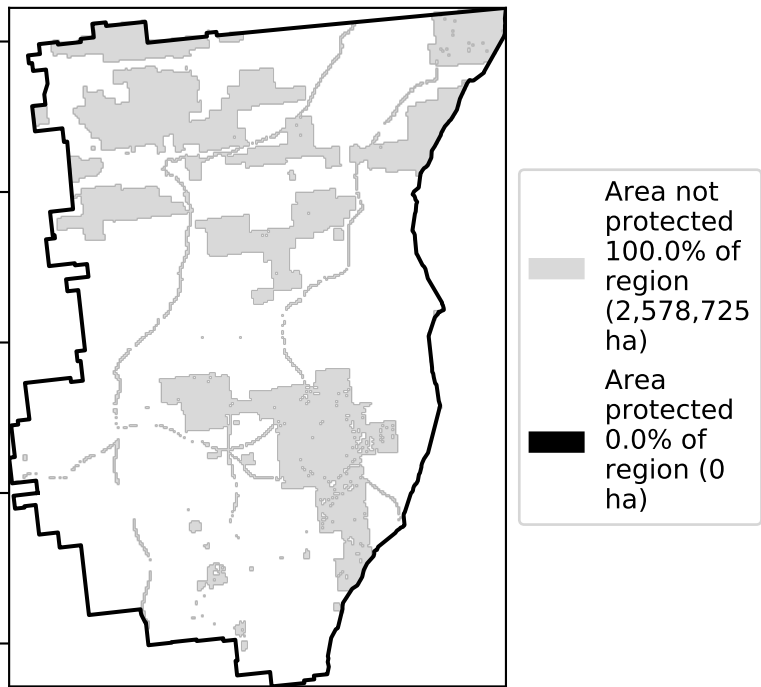 Area not
protected
100.0% of
region
(2,578,725
ha)
Area
protected
0.0% of
region (0
ha)